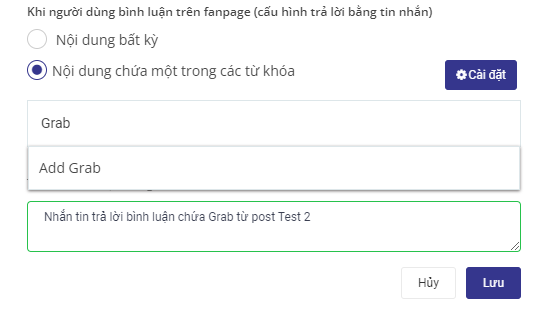 Khi người dùng bình luận trên fanpage (cấu hình trả lời bằng tin nhắn)
Nội dung bất kỳ
Nội dung chứa một trong các từ khóa
Cài đặt
Grab
Add Grab
Nhắn tin trả lời bình luận chứa Grab từ post Test 2
Hủy
Lưu